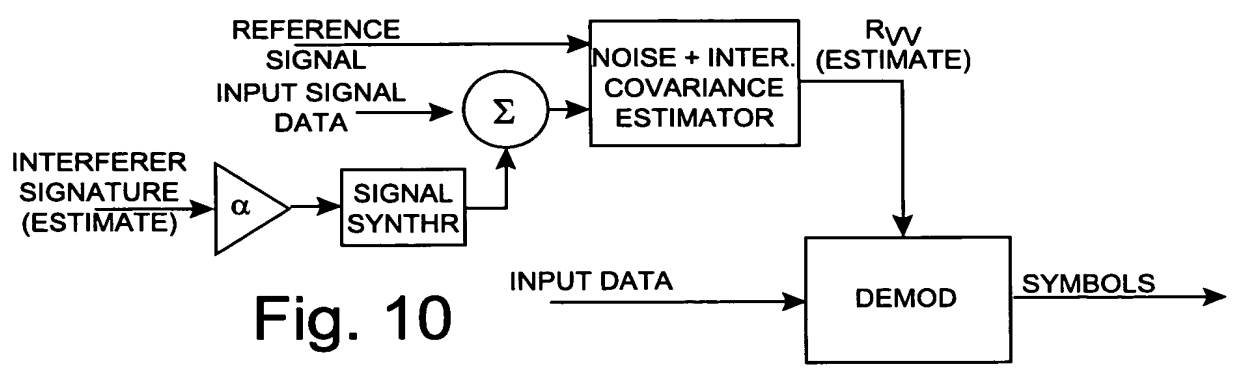 REFERENCE
SIGNAL
INPUT SIGNAL
DATA
Σ
NOISE + INTER.
COVARIANCE
ESTIMATOR
RVV
(ESTIMATE)
INTERFERER
SIGNATURE
(ESTIMATE)
α
SIGNAL
SYNTHR
INPUT DATA
DEMOD
SYMBOLS
Fig. 10